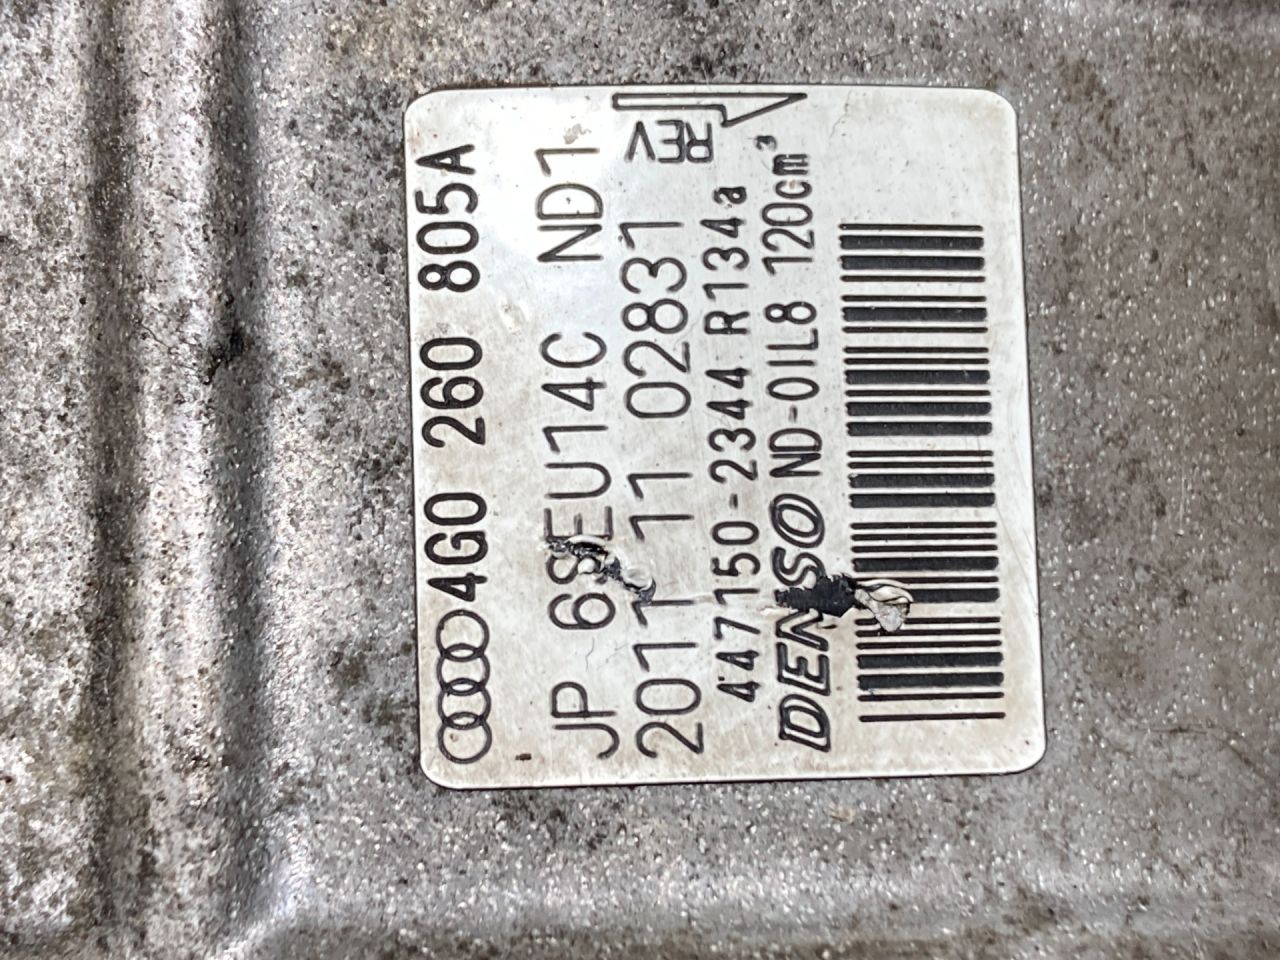 4G0 260 805A
JP 6SEU14C ND1
2011 11 02831
REV
447150-2344 R134a
DENSO ND-OIL8 120cm³